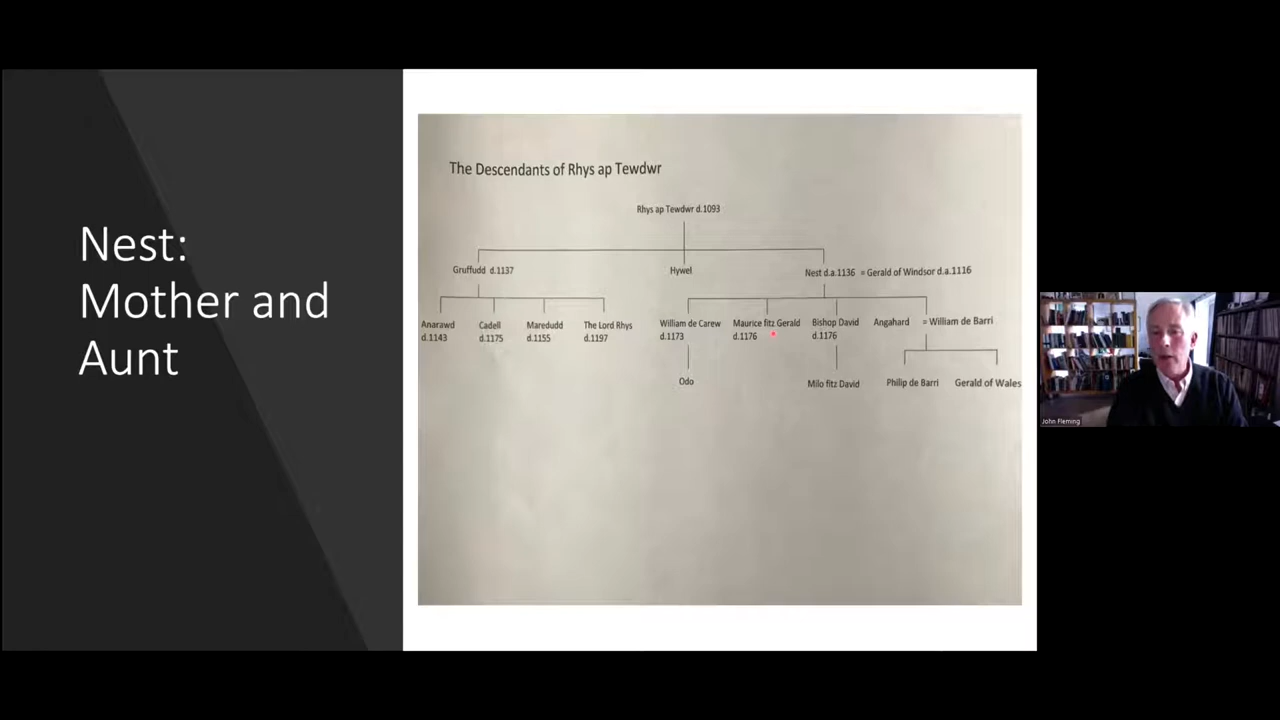 Nest:
Mother and
Aunt
The Descendants of Rhys ap Tewdwr
Rhys ap Tewdwr d.1093
Gruffudd d.1137
Hywel
Nest d.a.1136 = Gerald of Windsor d.a.1116
Anarawd
d.1143
Cadell
d.1175
Maredudd
d.1155
The Lord Rhys
d.1197
William de Carew
d.1173
Maurice fitz Gerald
d.1176
Bishop David
d.1176
Angahard = William de Barri
Odo
Milo fitz David
Philip de Barri
Gerald of Wales
John Fleming